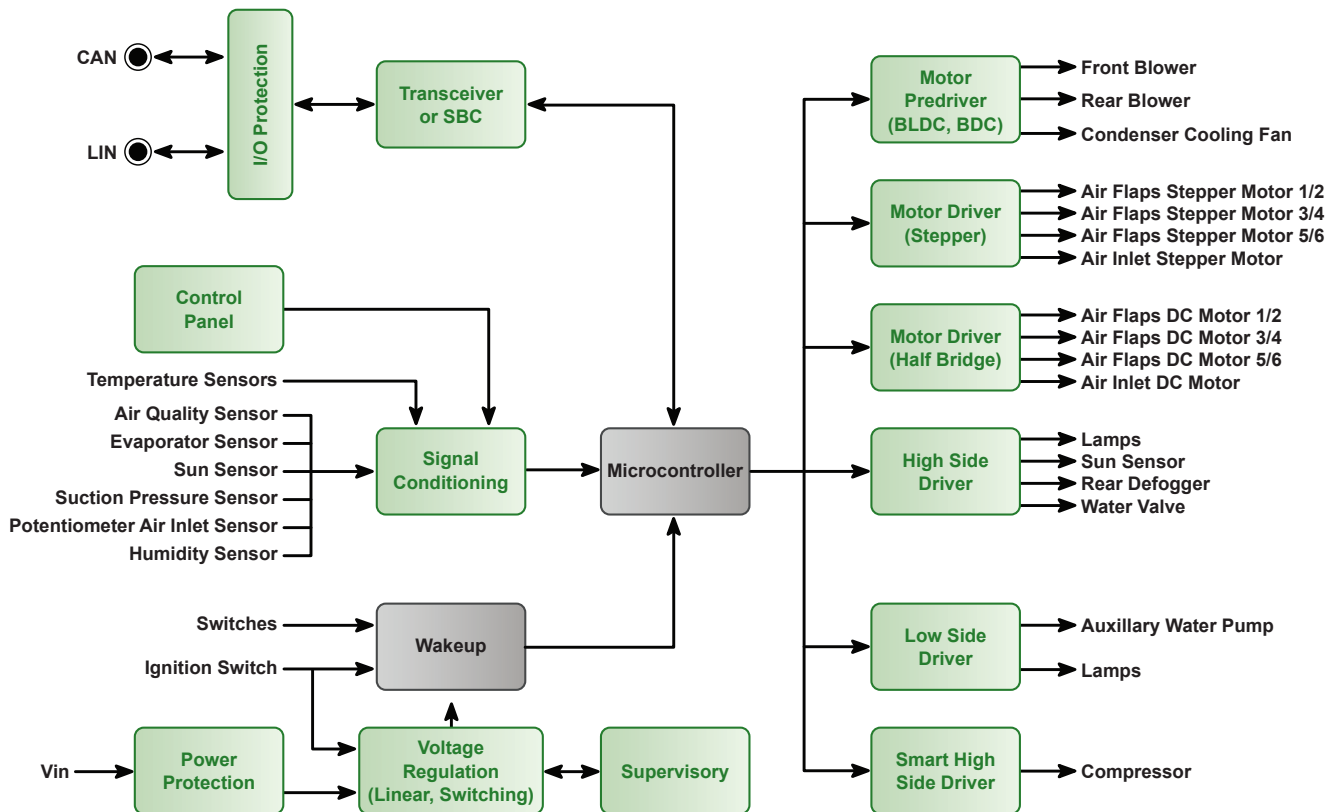 CAN
LIN
I/O Protection
Transceiver
or SBC
Control
Panel
Temperature Sensors
Air Quality Sensor
Evaporator Sensor
Sun Sensor
Suction Pressure Sensor
Potentiometer Air Inlet Sensor
Humidity Sensor
Signal
Conditioning
Microcontroller
Switches
Ignition Switch
Wakeup
Vin
Power
Protection
Voltage
Regulation
(Linear, Switching)
Supervisory
Motor
Predriver
(BLDC, BDC)
Front Blower
Rear Blower
Condenser Cooling Fan
Motor Driver
(Stepper)
Air Flaps Stepper Motor 1/2
Air Flaps Stepper Motor 3/4
Air Flaps Stepper Motor 5/6
Air Inlet Stepper Motor
Motor Driver
(Half Bridge)
Air Flaps DC Motor 1/2
Air Flaps DC Motor 3/4
Air Flaps DC Motor 5/6
Air Inlet DC Motor
High Side
Driver
Lamps
Sun Sensor
Rear Defogger
Water Valve
Low Side
Driver
Auxillary Water Pump
Lamps
Smart High
Side Driver
Compressor